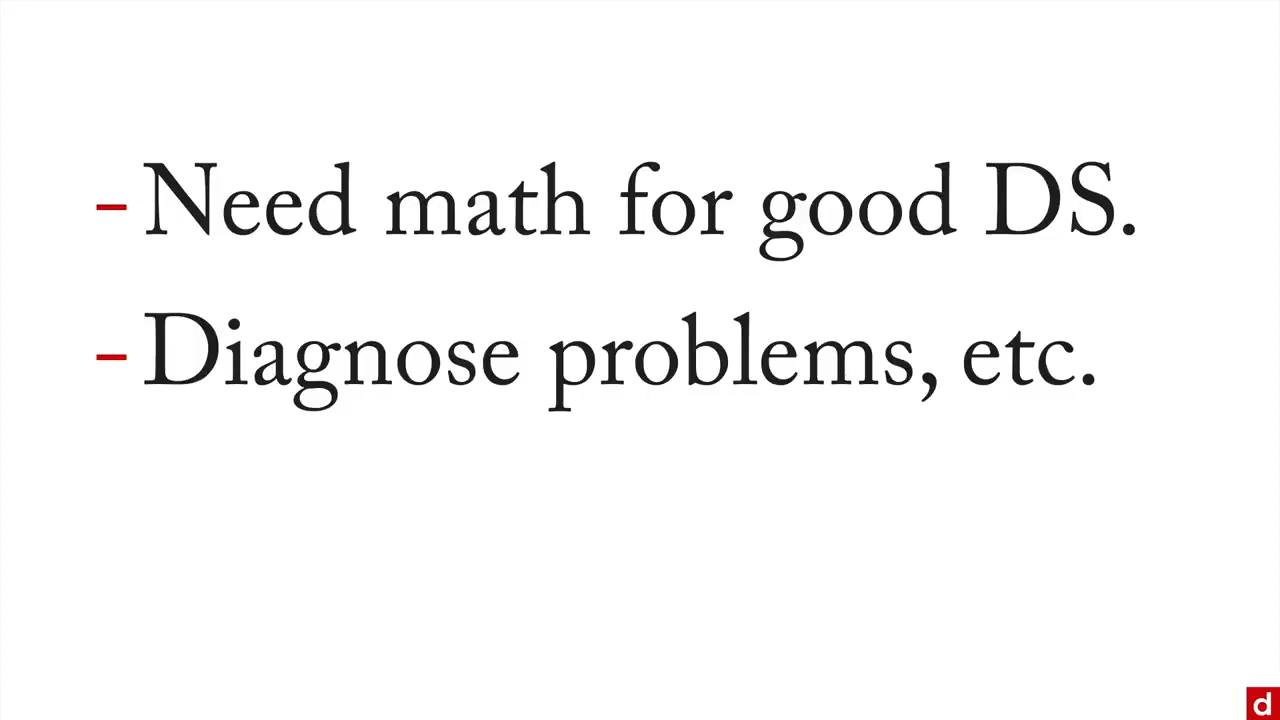 - Need math for good DS.
- Diagnose problems, etc.
d